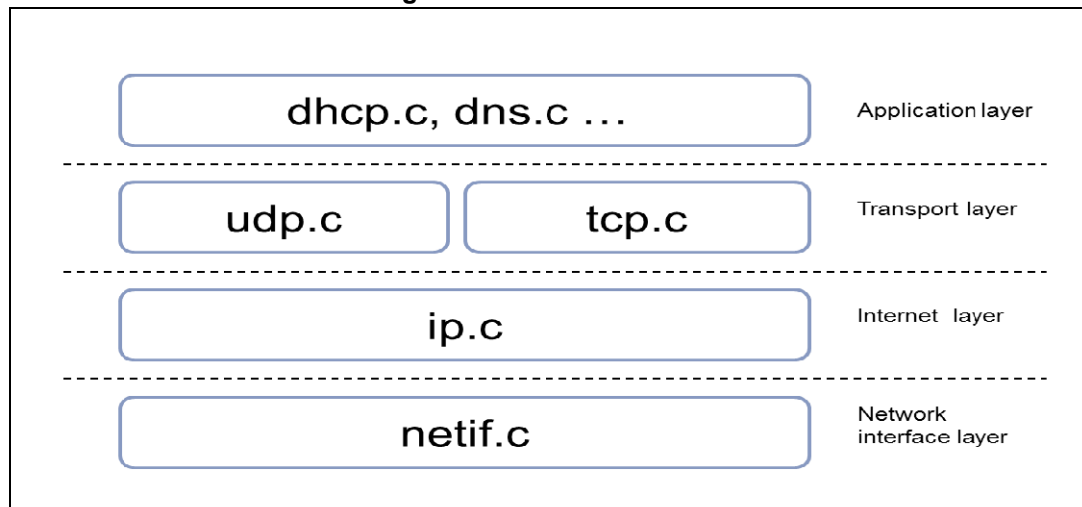 dhcp.c, dns.c ...
Application layer
udp.c
tcp.c
Transport layer
ip.c
Internet layer
netif.c
Network
interface layer